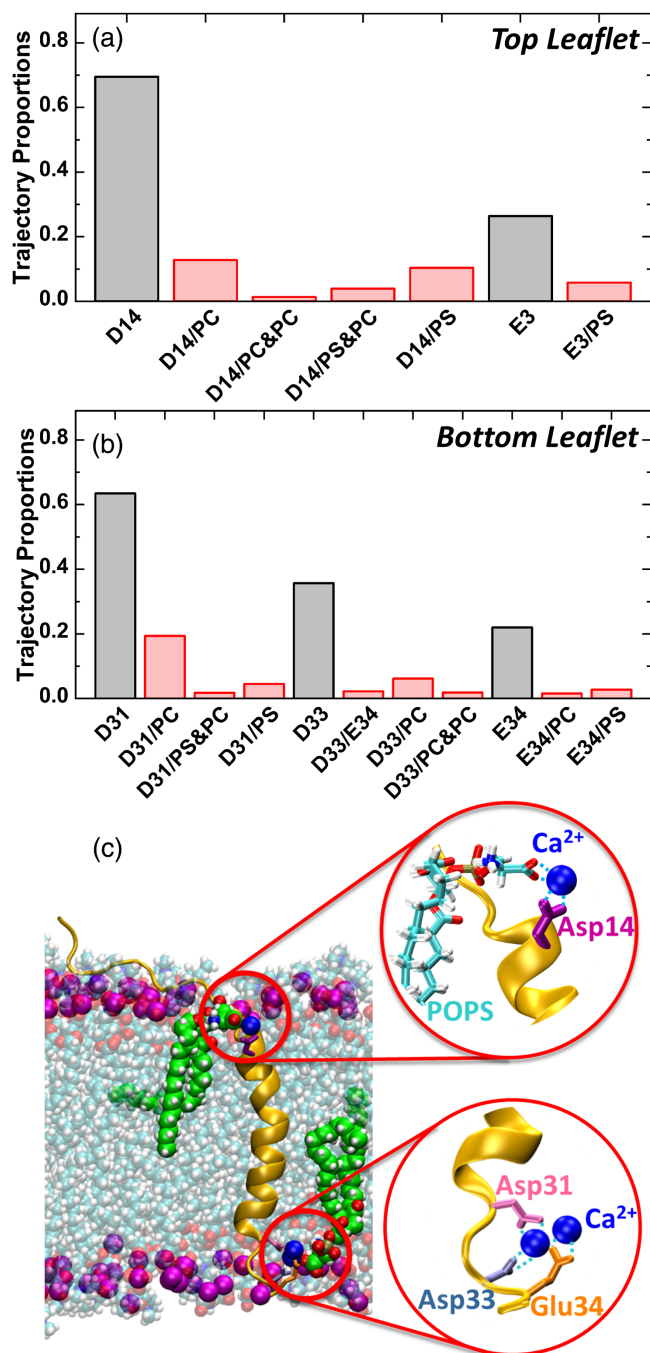 (a)
Top Leaflet
Trajectory Proportions
0.8
0.6
0.4
0.2
0.0
D14
D14/PC
D14/PC&PC
D14/PS&PC
D14/PS
E3
E3/PS
(b)
Bottom Leaflet
Trajectory Proportions
0.8
0.6
0.4
0.2
0.0
D31
D31/PC
D31/PS&PC
D31/PS
D33
D33/E34
D33/PC
D33/PC&PC
E34
E34/PC
E34/PS
(c)
Ca²⁺
Asp14
POPS
Asp31
Ca²⁺
Asp33
Glu34